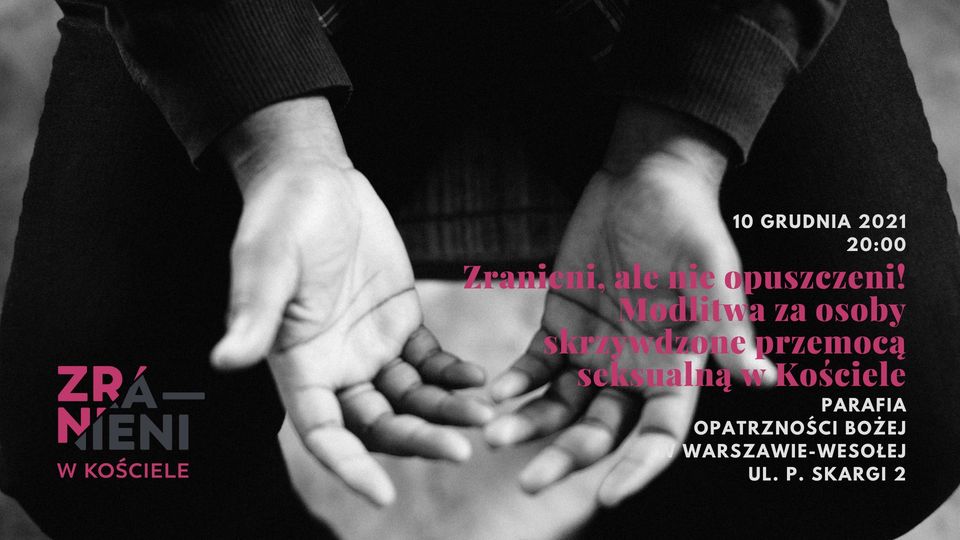 10 GRUDNIA 2021
20:00
Zranieni, ale nie opuszczeni!
Modlitwa za osoby
skrzywdzone przemocą
seksualną w Kościele
PARAFIA
OPATRZNOŚCI BOŻEJ
W WARSZAWIE-WESOŁEJ
UL. P. SKARGI 2
ZRA
NIENI
W KOŚCIELE